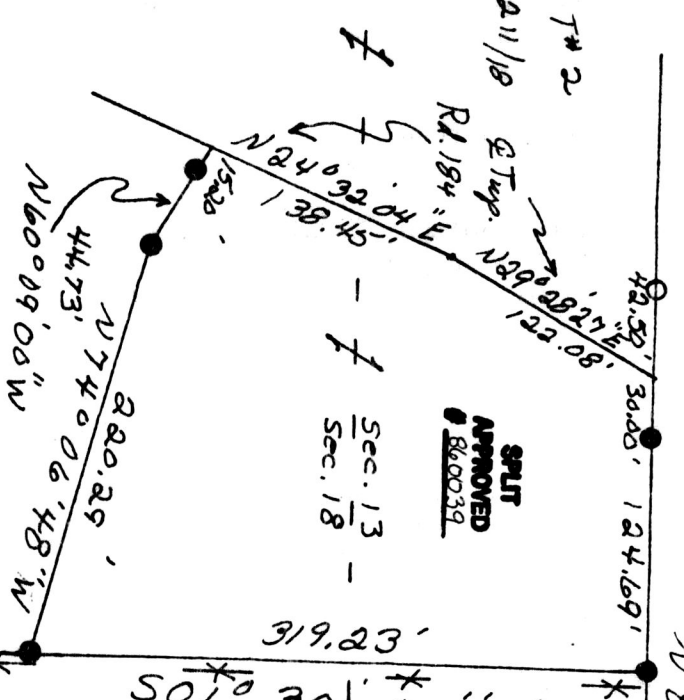 T# 2
211/18
℄ Twp.
Rd. 184
N 24° 32' 04" E
138.45'
N29° 28' 27" E
122.08'
42.50'
30.00'
124.69'
15.20'
44.73'
N60°09'00"W
220.29'
N74°06'48"W
Sec. 13
Sec. 18
SPLIT
APPROVED
# 860039
319.23'